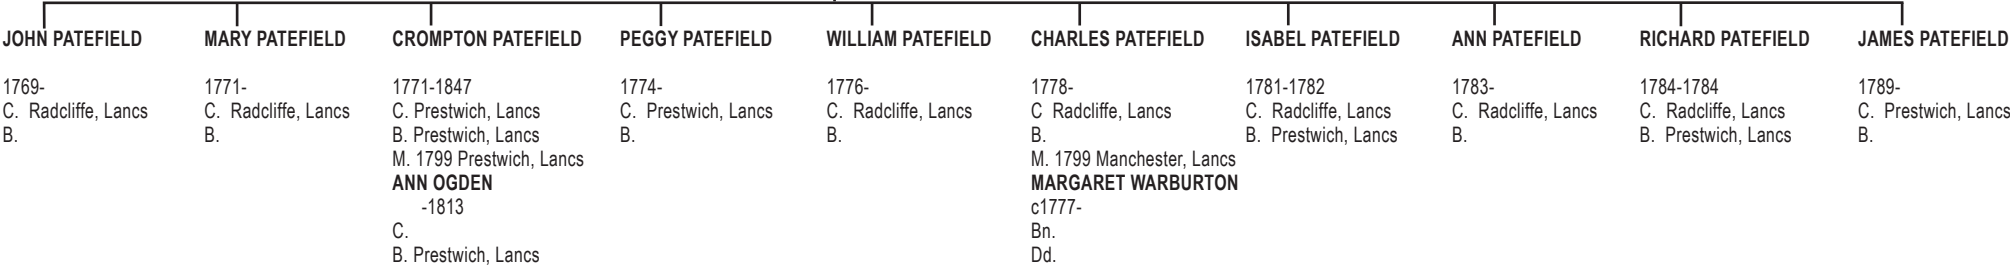 JOHN PATEFIELD
1769-
C. Radcliffe, Lancs
B.
MARY PATEFIELD
1771-
C. Radcliffe, Lancs
B.
CROMPTON PATEFIELD
1771-1847
C. Prestwich, Lancs
B. Prestwich, Lancs
M. 1799 Prestwich, Lancs
ANN OGDEN
-1813
C.
B. Prestwich, Lancs
PEGGY PATEFIELD
1774-
C. Prestwich, Lancs
B.
WILLIAM PATEFIELD
1776-
C. Radcliffe, Lancs
B.
CHARLES PATEFIELD
1778-
C Radcliffe, Lancs
B.
M. 1799 Manchester, Lancs
MARGARET WARBURTON
c1777-
Bn.
Dd.
ISABEL PATEFIELD
1781-1782
C. Radcliffe, Lancs
B. Prestwich, Lancs
ANN PATEFIELD
1783-
C. Radcliffe, Lancs
B.
RICHARD PATEFIELD
1784-1784
C. Radcliffe, Lancs
B. Prestwich, Lancs
JAMES PATEFIELD
1789-
C. Prestwich, Lancs
B.